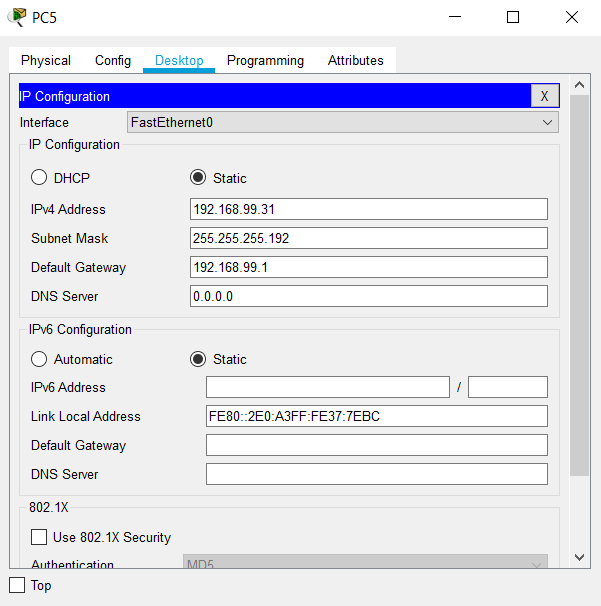 PC5
Physical Config Desktop Programming Attributes
IP Configuration X
Interface FastEthernet0
IP Configuration
DHCP Static
IPv4 Address 192.168.99.31
Subnet Mask 255.255.255.192
Default Gateway 192.168.99.1
DNS Server 0.0.0.0
IPv6 Configuration
Automatic Static
IPv6 Address /
Link Local Address FE80::2E0:A3FF:FE37:7EBC
Default Gateway
DNS Server
802.1X
Use 802.1X Security
Authentication MD5
Top